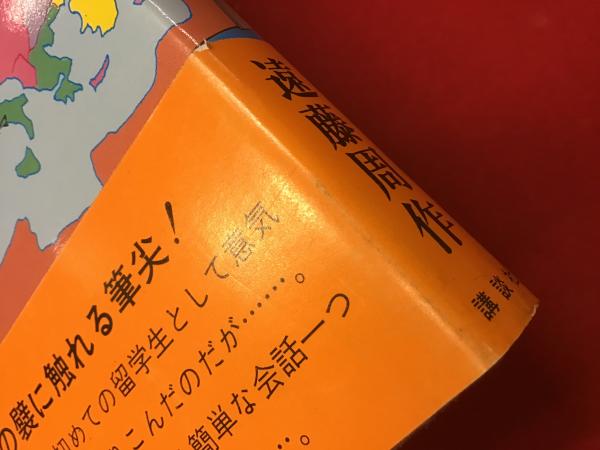 遠藤周作
講談
の襞に触れる筆尖！
初めての留学生として意気
こんだのだが……。
簡単な会話一つ
…。